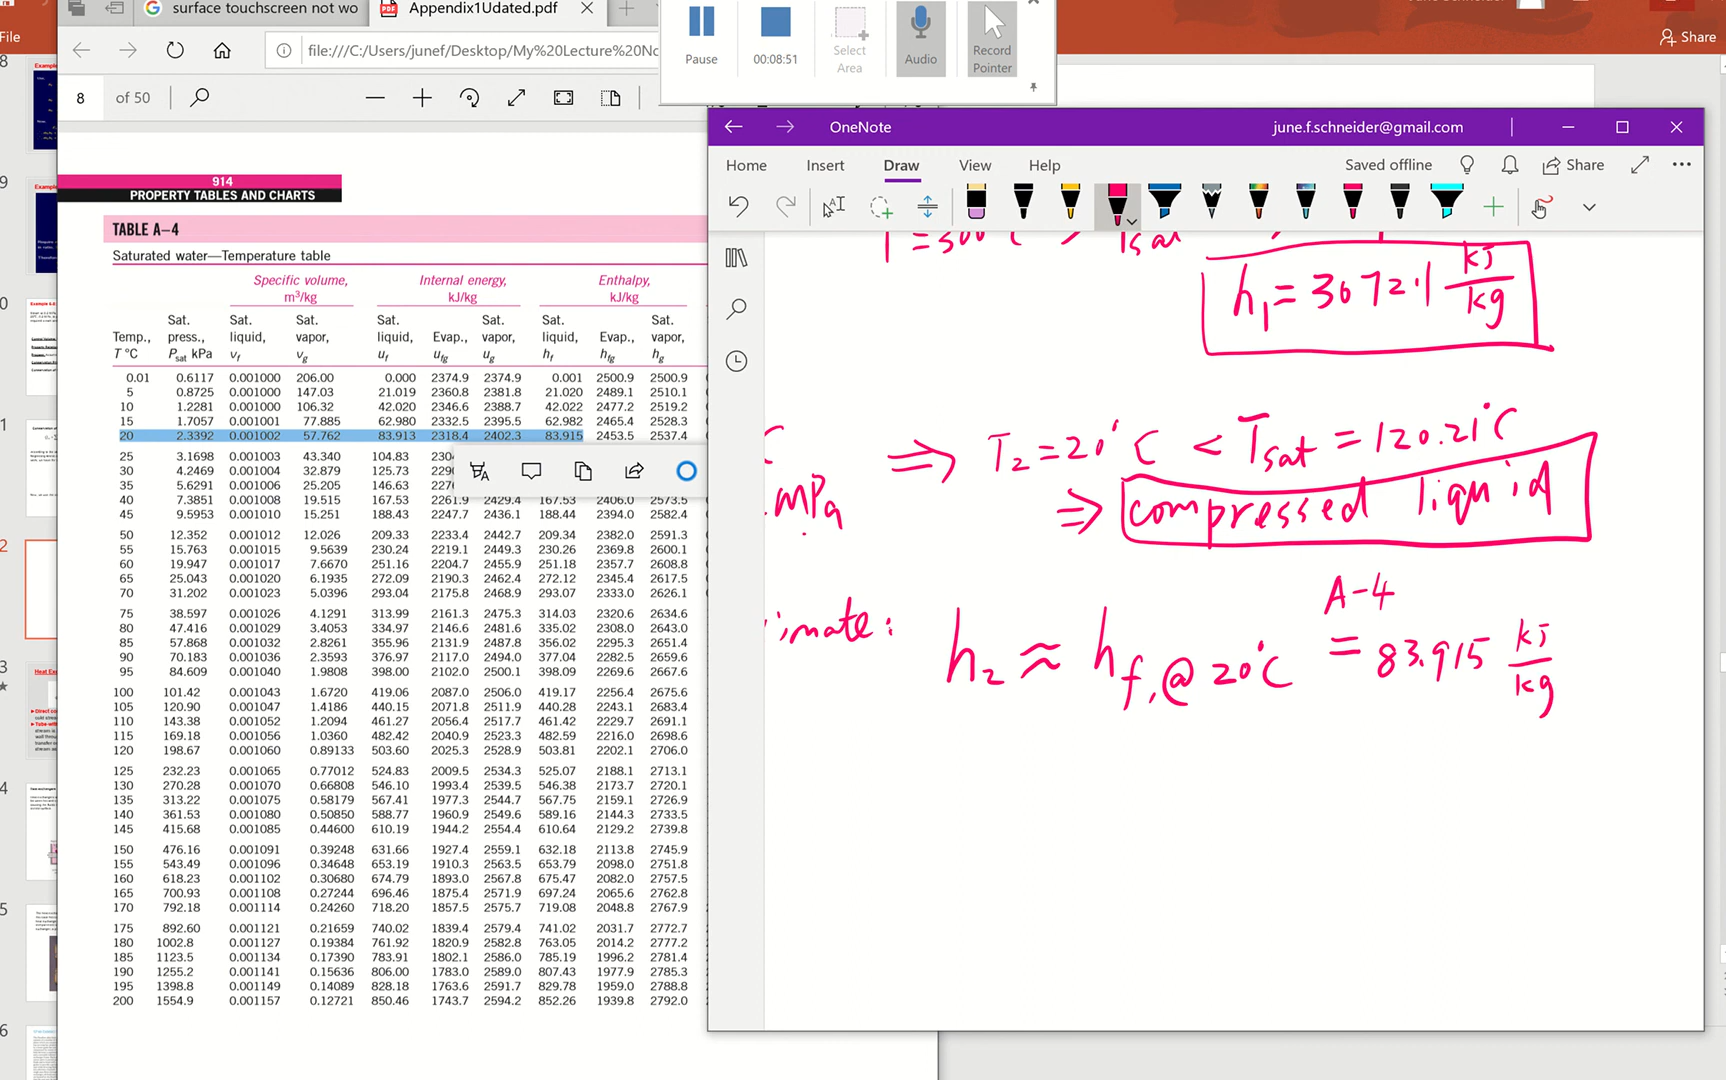 File
surface touchscreen not wo
Appendix1Udated.pdf
file:///C:/Users/junef/Desktop/My%20Lecture%20No
8 of 50
Pause
00:08:51
Select Area
Audio
Record Pointer
Share
OneNote
june.f.schneider@gmail.com
Home Insert Draw View Help
Saved offline
Share
914
PROPERTY TABLES AND CHARTS
TABLE A–4
Saturated water—Temperature table
Specific volume, m³/kg
Internal energy, kJ/kg
Enthalpy, kJ/kg
Temp., T °C
Sat. press., Psat kPa
Sat. liquid, vf
Sat. vapor, vg
Sat. liquid, uf
Evap., ufg
Sat. vapor, ug
Sat. liquid, hf
Evap., hfg
Sat. vapor, hg
0.01 0.6117 0.001000 206.00 0.000 2374.9 2374.9 0.001 2500.9 2500.9
5 0.8725 0.001000 147.03 21.019 2360.8 2381.8 21.020 2489.1 2510.1
10 1.2281 0.001000 106.32 42.020 2346.6 2388.7 42.022 2477.2 2519.2
15 1.7057 0.001001 77.885 62.980 2332.5 2395.5 62.982 2465.4 2528.3
20 2.3392 0.001002 57.762 83.913 2318.4 2402.3 83.915 2453.5 2537.4
25 3.1698 0.001003 43.340 104.83
30 4.2469 0.001004 32.879 125.73
35 5.6291 0.001006 25.205 146.63
40 7.3851 0.001008 19.515 167.53 2261.9 2429.4 167.53 2406.0 2573.5
45 9.5953 0.001010 15.251 188.43 2247.7 2436.1 188.44 2394.0 2582.4
50 12.352 0.001012 12.026 209.33 2233.4 2442.7 209.34 2382.0 2591.3
55 15.763 0.001015 9.5639 230.24 2219.1 2449.3 230.26 2369.8 2600.1
60 19.947 0.001017 7.6670 251.16 2204.7 2455.9 251.18 2357.7 2608.8
65 25.043 0.001020 6.1935 272.09 2190.3 2462.4 272.12 2345.4 2617.5
70 31.202 0.001023 5.0396 293.04 2175.8 2468.9 293.07 2333.0 2626.1
75 38.597 0.001026 4.1291 313.99 2161.3 2475.3 314.03 2320.6 2634.6
80 47.416 0.001029 3.4053 334.97 2146.6 2481.6 335.02 2308.0 2643.0
85 57.868 0.001032 2.8261 355.96 2131.9 2487.8 356.02 2295.3 2651.4
90 70.183 0.001036 2.3593 376.97 2117.0 2494.0 377.04 2282.5 2659.6
95 84.609 0.001040 1.9808 398.00 2102.0 2500.1 398.09 2269.6 2667.6
100 101.42 0.001043 1.6720 419.06 2087.0 2506.0 419.17 2256.4 2675.6
105 120.90 0.001047 1.4186 440.15 2071.8 2511.9 440.28 2243.1 2683.4
110 143.38 0.001052 1.2094 461.27 2056.4 2517.7 461.42 2229.7 2691.1
115 169.18 0.001056 1.0360 482.42 2040.9 2523.3 482.59 2216.0 2698.6
120 198.67 0.001060 0.89133 503.60 2025.3 2528.9 503.81 2202.1 2706.0
125 232.23 0.001065 0.77012 524.83 2009.5 2534.3 525.07 2188.1 2713.1
130 270.28 0.001070 0.66808 546.10 1993.4 2539.5 546.38 2173.7 2720.1
135 313.22 0.001075 0.58179 567.41 1977.3 2544.7 567.75 2159.1 2726.9
140 361.53 0.001080 0.50850 588.77 1960.9 2549.6 589.16 2144.3 2733.5
145 415.68 0.001085 0.44600 610.19 1944.2 2554.4 610.64 2129.2 2739.8
150 476.16 0.001091 0.39248 631.66 1927.4 2559.1 632.18 2113.8 2745.9
155 543.49 0.001096 0.34648 653.19 1910.3 2563.5 653.79 2098.0 2751.8
160 618.23 0.001102 0.30680 674.79 1893.0 2567.8 675.47 2082.0 2757.5
165 700.93 0.001108 0.27244 696.46 1875.4 2571.9 697.24 2065.6 2762.8
170 792.18 0.001114 0.24260 718.20 1857.5 2575.7 719.08 2048.8 2767.9
175 892.60 0.001121 0.21659 740.02 1839.4 2579.4 741.02 2031.7 2772.7
180 1002.8 0.001127 0.19384 761.92 1820.9 2582.8 763.05 2014.2 2777.2
185 1123.5 0.001134 0.17390 783.91 1802.1 2586.0 785.19 1996.2 2781.4
190 1255.2 0.001141 0.15636 806.00 1783.0 2589.0 807.43 1977.9 2785.3
195 1398.8 0.001149 0.14089 828.18 1763.6 2591.7 829.78 1959.0 2788.8
200 1554.9 0.001157 0.12721 850.46 1743.7 2594.2 852.26 1939.8 2792.0
h₁ = 3072.1 kJ/kg
⇒ T₂ = 20°C < Tsat = 120.21°C
MPa ⇒ compressed liquid
imate: h₂ ≈ hf,@20°C = 83.915 kJ/kg
A-4